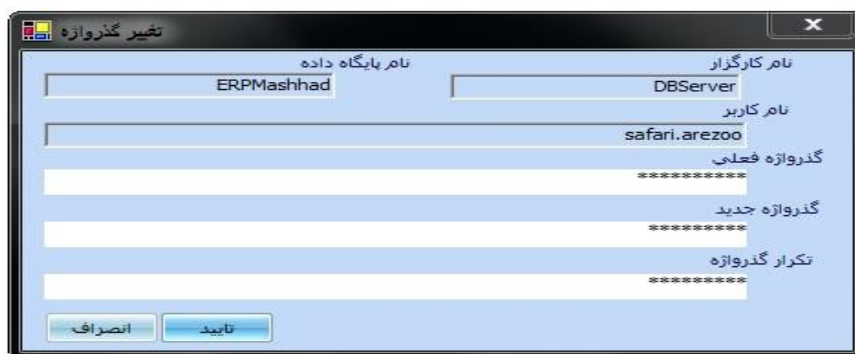 تغییر گذرواژه
نام کارگزار
نام پایگاه داده
DBServer
ERPMashhad
نام کاربر
safari.arezoo
گذرواژه فعلی
**********
گذرواژه جدید
*********
تکرار گذرواژه
*********
تایید
انصراف